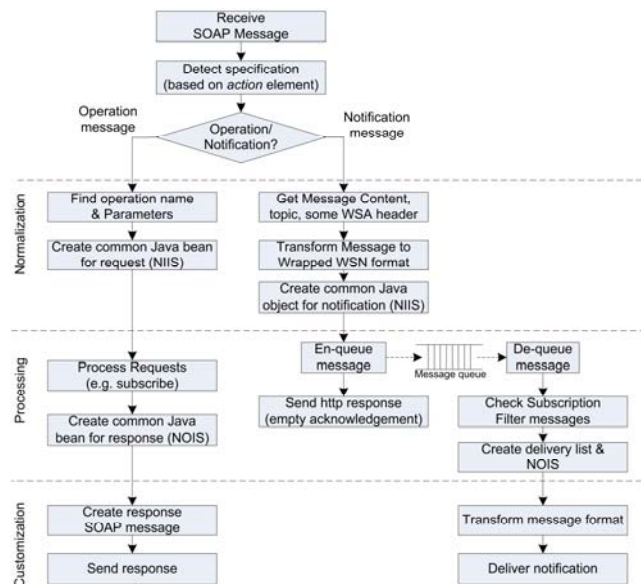 Receive
SOAP Message
Detect specification
(based on action element)
Operation
message
Notification
message
Operation/
Notification?
Normalization
Find operation name
& Parameters
Create common Java bean
for request (NIIS)
Get Message Content,
topic, some WSA header
Transform Message to
Wrapped WSN format
Create common Java
object for notification (NIIS)
Processing
Process Requests
(e.g. subscribe)
Create common Java
bean for response (NOIS)
En-queue
message
Message queue
De-queue
message
Send http response
(empty acknowledgement)
Check Subscription
Filter messages
Create delivery list &
NOIS
Customization
Create response
SOAP message
Send response
Transform message format
Deliver notification